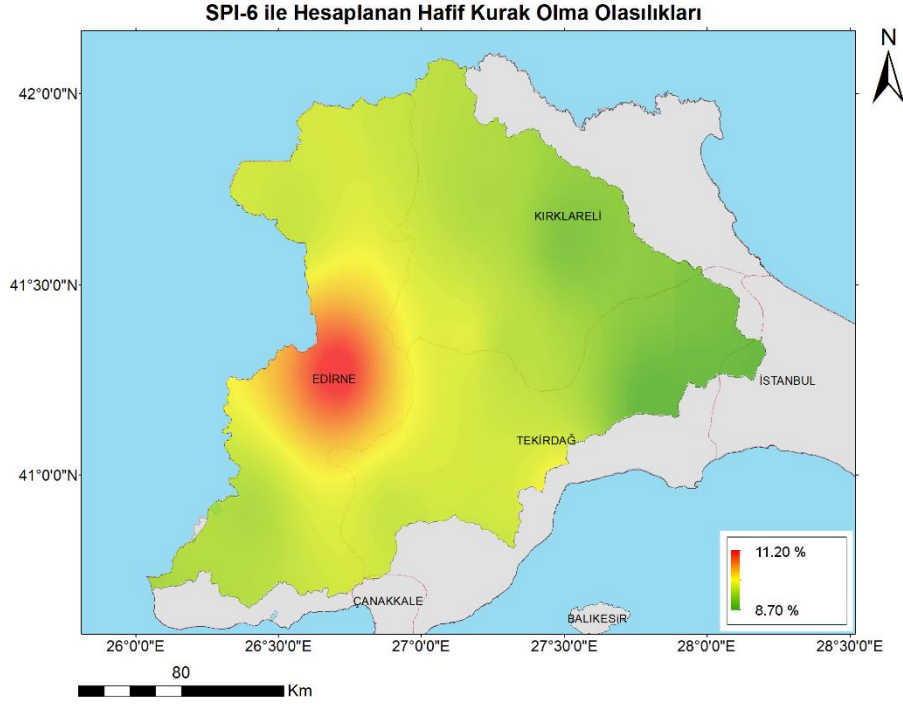 SPI-6 ile Hesaplanan Hafif Kurak Olma Olasılıkları
N
42°0'0"N
KIRKLARELİ
41°30'0"N
EDİRNE
İSTANBUL
TEKİRDAĞ
41°0'0"N
11.20 %
8.70 %
ÇANAKKALE
BALIKESİR
26°0'0"E 26°30'0"E 27°0'0"E 27°30'0"E 28°0'0"E 28°30'0"E
80
Km